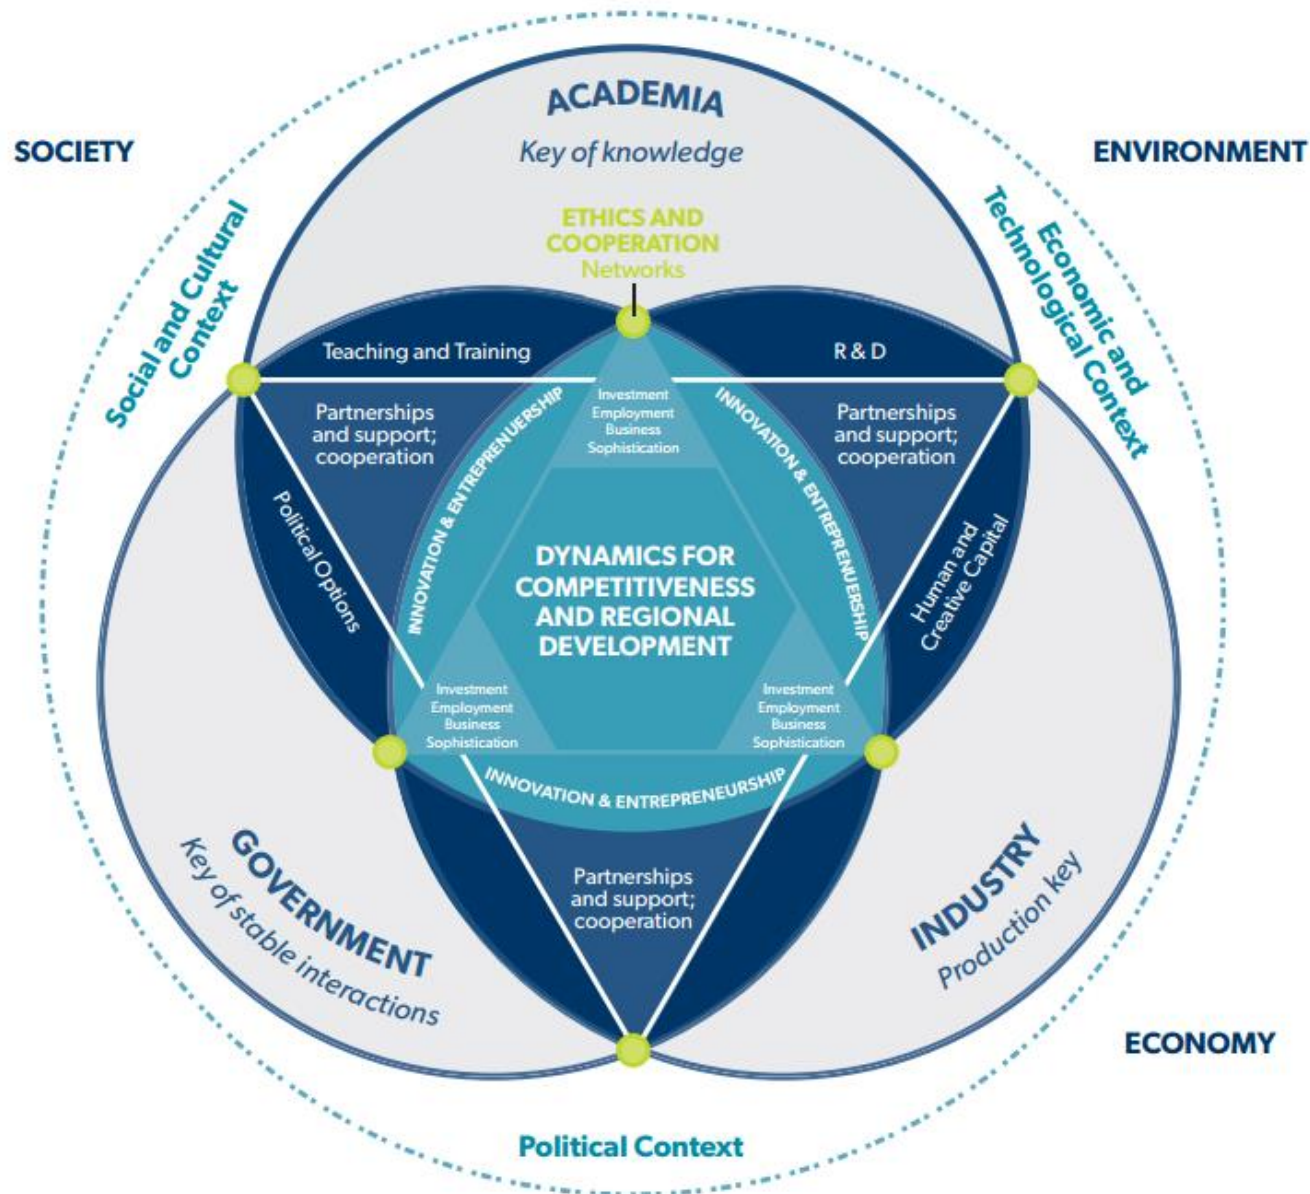 ACADEMIA
Key of knowledge
SOCIETY
ENVIRONMENT
Social and Cultural
Context
Economic and
Technological Context
ETHICS AND
COOPERATION
Networks
Teaching and Training
R & D
Partnerships
and support;
cooperation
Investment
Employment
Business
Sophistication
Partnerships
and support;
cooperation
INNOVATION & ENTREPRENUERSHIP
INNOVATION & ENTREPRENUERSHIP
Political Options
Human and
Creative Capital
DYNAMICS FOR
COMPETITIVENESS
AND REGIONAL
DEVELOPMENT
Investment
Employment
Business
Sophistication
Investment
Employment
Business
Sophistication
INNOVATION & ENTREPRENEURSHIP
GOVERNMENT
Key of stable interactions
Partnerships
and support;
cooperation
INDUSTRY
Production key
ECONOMY
Political Context